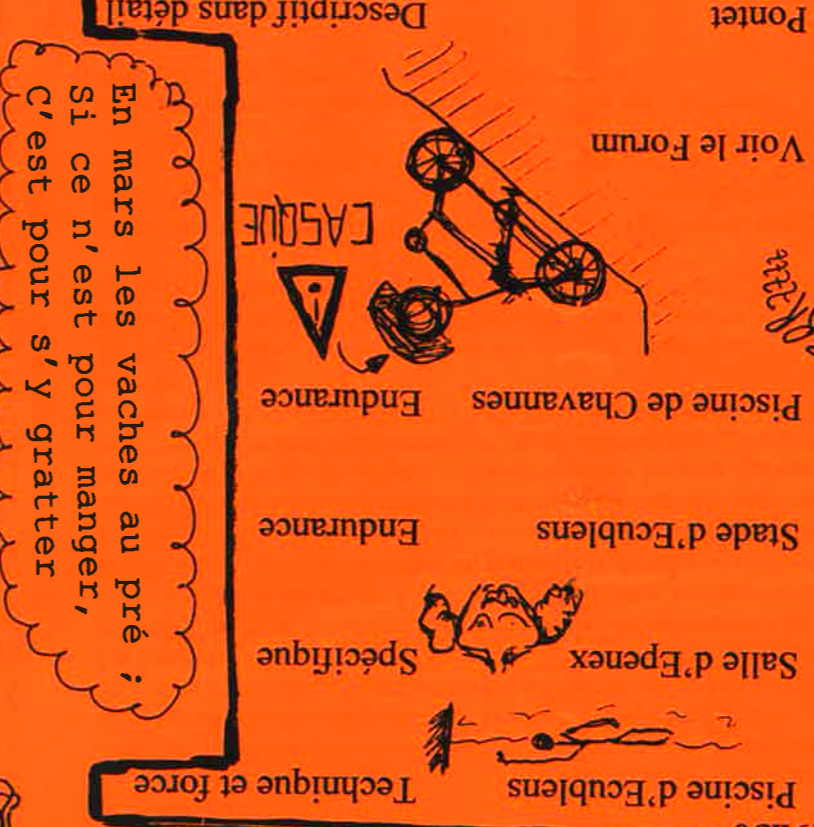 Piscine d'Ecublens Technique et force
Salle d'Epenex Spécifique
Stade d'Ecublens Endurance
Piscine de Chavannes Endurance
!
CASQUE
Voir le Forum
Pontet Descriptif dans détail
En mars les vaches au pré ;
Si ce n'est pour manger,
C'est pour s'y gratter